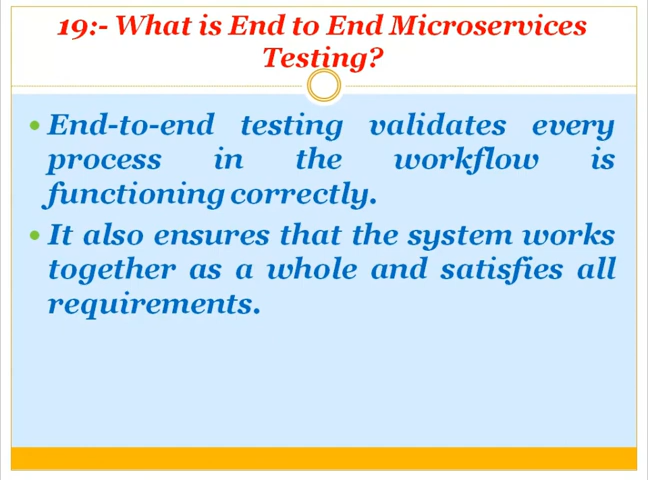 19:- What is End to End Microservices
Testing?
End-to-end testing validates every
process in the workflow is
functioning correctly.
It also ensures that the system works
together as a whole and satisfies all
requirements.